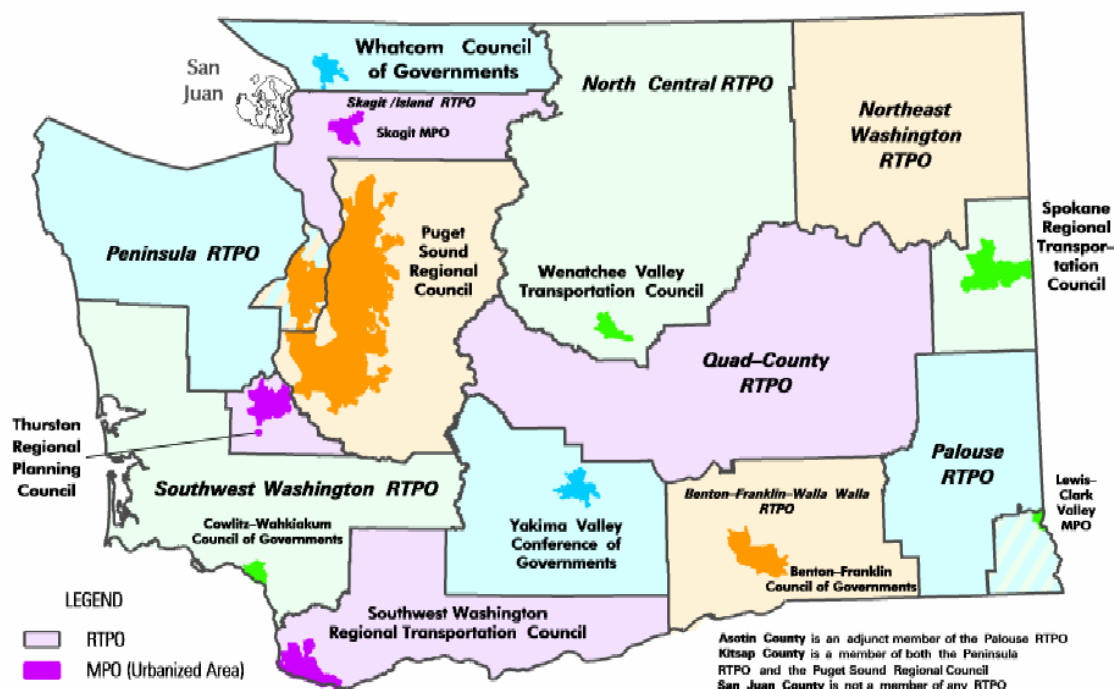 Whatcom Council
of Governments
San
Juan
Skagit /Island RTPO
Skagit MPO
North Central RTPO
Northeast
Washington
RTPO
Peninsula RTPO
Puget
Sound
Regional
Council
Wenatchee Valley
Transportation Council
Spokane
Regional
Transpor-
tation
Council
Quad-County
RTPO
Thurston
Regional
Planning
Council
Southwest Washington RTPO
Cowlitz-Wahkiakum
Council of Governments
Yakima Valley
Conference of
Governments
Benton-Franklin-Walla Walla
RTPO
Benton-Franklin
Council of Governments
Palouse
RTPO
Lewis-
Clark
Valley
MPO
Southwest Washington
Regional Transportation Council
LEGEND
RTPO
MPO (Urbanized Area)
Asotin County is an adjunct member of the Palouse RTPO
Kitsap County is a member of both the Peninsula
RTPO and the Puget Sound Regional Council
San Juan County is not a member of any RTPO